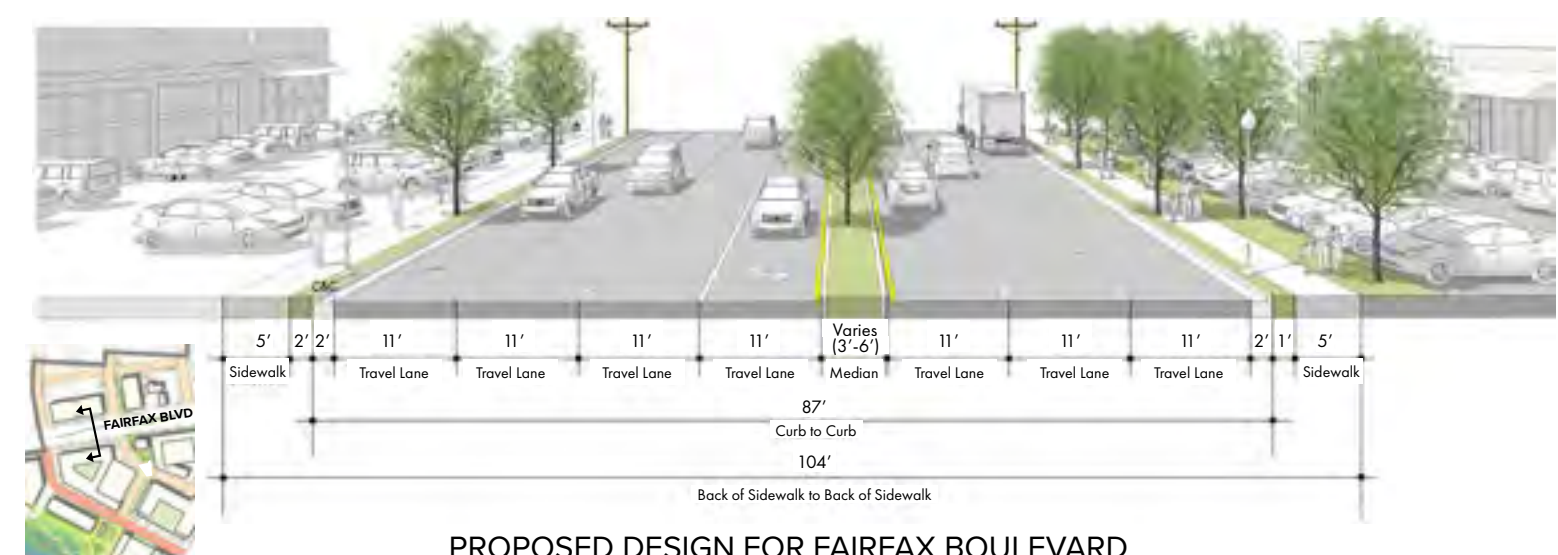 C&G
5’ 2’ 2’ 11’ 11’ 11’ 11’ Varies (3’-6’) 11’ 11’ 11’ 2’ 1’ 5’
Sidewalk Travel Lane Travel Lane Travel Lane Travel Lane Median Travel Lane Travel Lane Travel Lane Sidewalk
FAIRFAX BLVD
87’
Curb to Curb
104’
Back of Sidewalk to Back of Sidewalk
PROPOSED DESIGN FOR FAIRFAX BOULEVARD